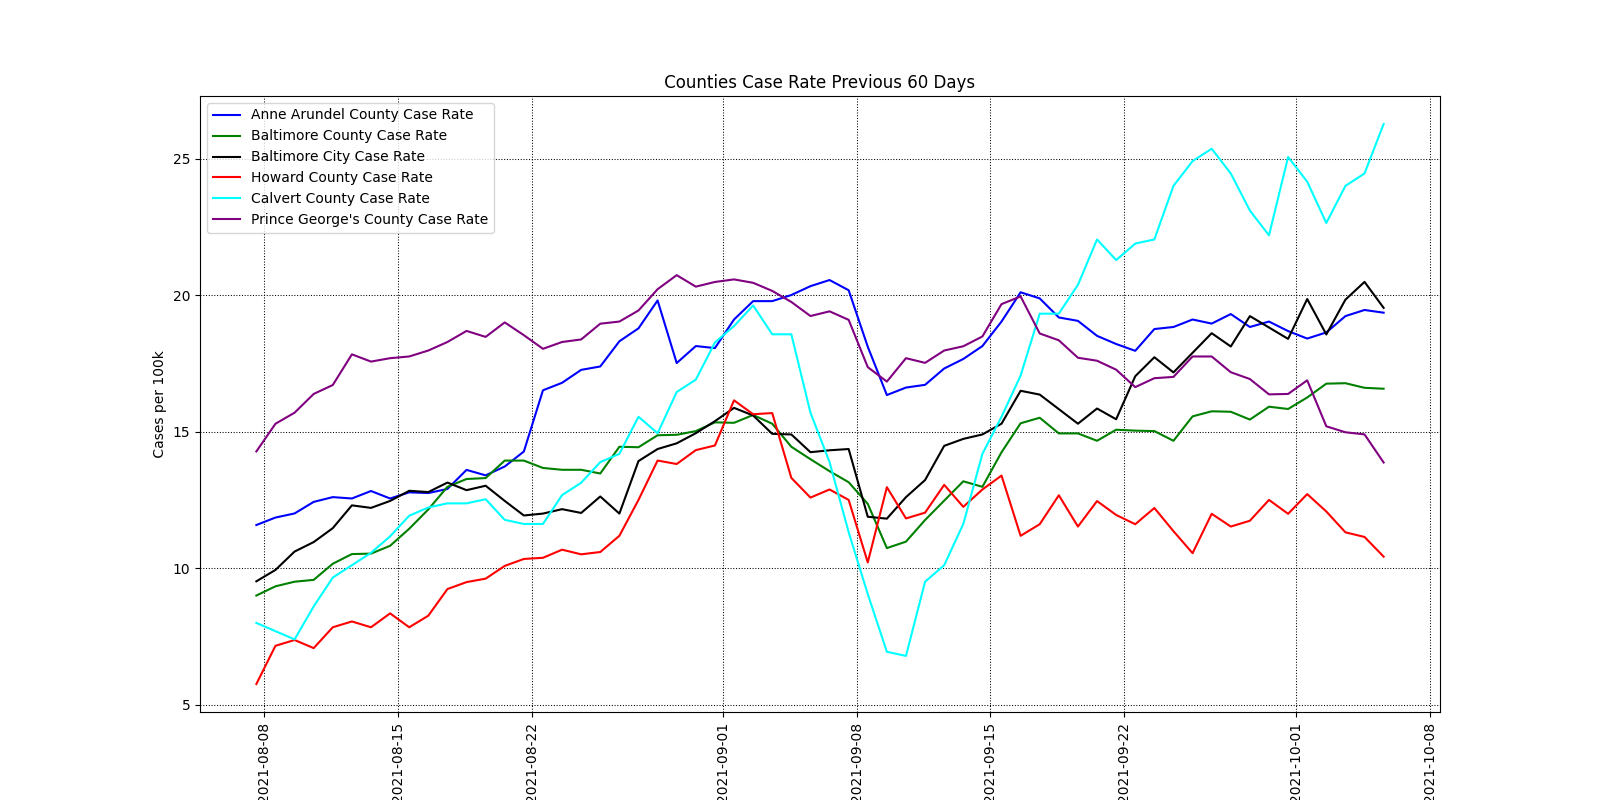 Counties Case Rate Previous 60 Days
Anne Arundel County Case Rate
Baltimore County Case Rate
Baltimore City Case Rate
Howard County Case Rate
Calvert County Case Rate
Prince George's County Case Rate
Cases per 100k
25
20
15
10
5
2021-08-08
2021-08-15
2021-08-22
2021-09-01
2021-09-08
2021-09-15
2021-09-22
2021-10-01
2021-10-08